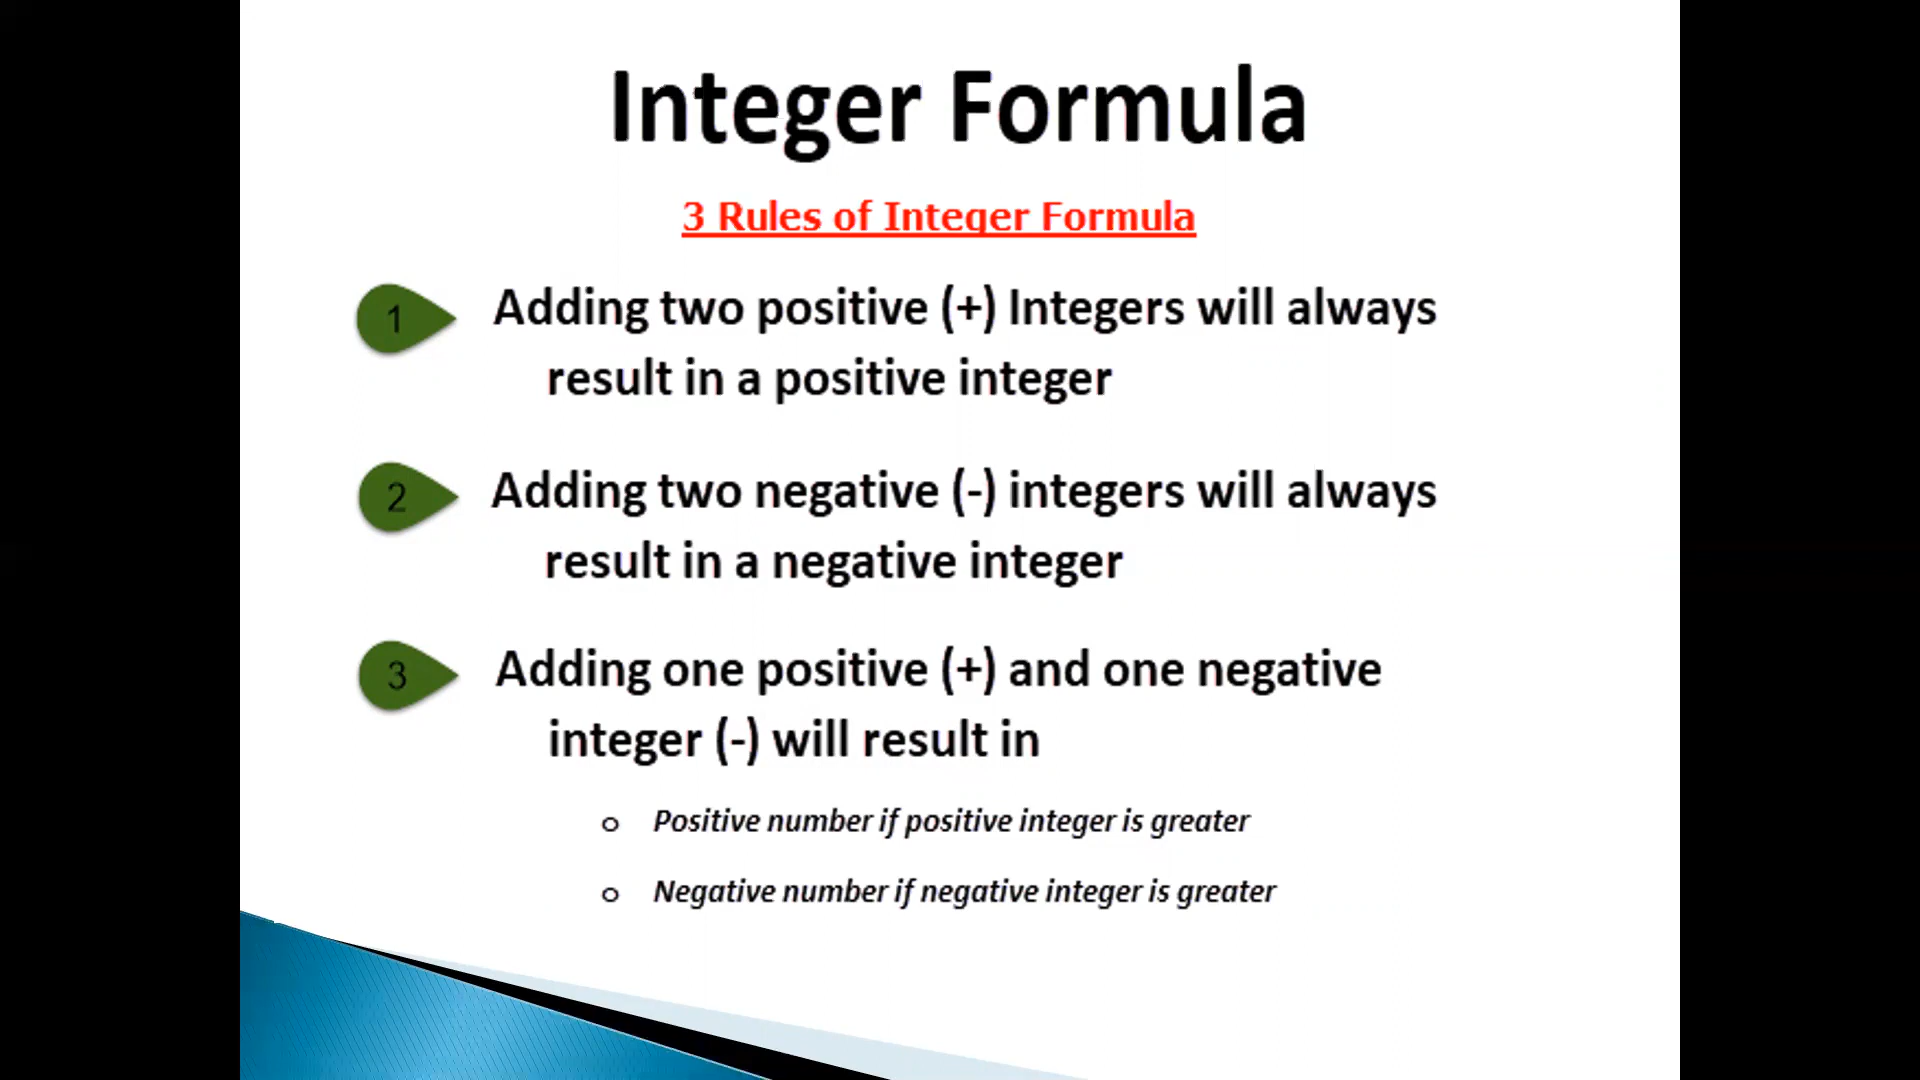 Integer Formula
3 Rules of Integer Formula
1 Adding two positive (+) Integers will always
result in a positive integer
2 Adding two negative (-) integers will always
result in a negative integer
3 Adding one positive (+) and one negative
integer (-) will result in
o Positive number if positive integer is greater
o Negative number if negative integer is greater